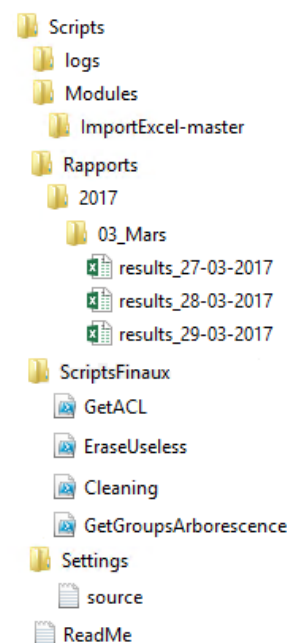 Scripts
logs
Modules
ImportExcel-master
Rapports
2017
03_Mars
results_27-03-2017
results_28-03-2017
results_29-03-2017
ScriptsFinaux
GetACL
EraseUseless
Cleaning
GetGroupsArborescence
Settings
source
ReadMe